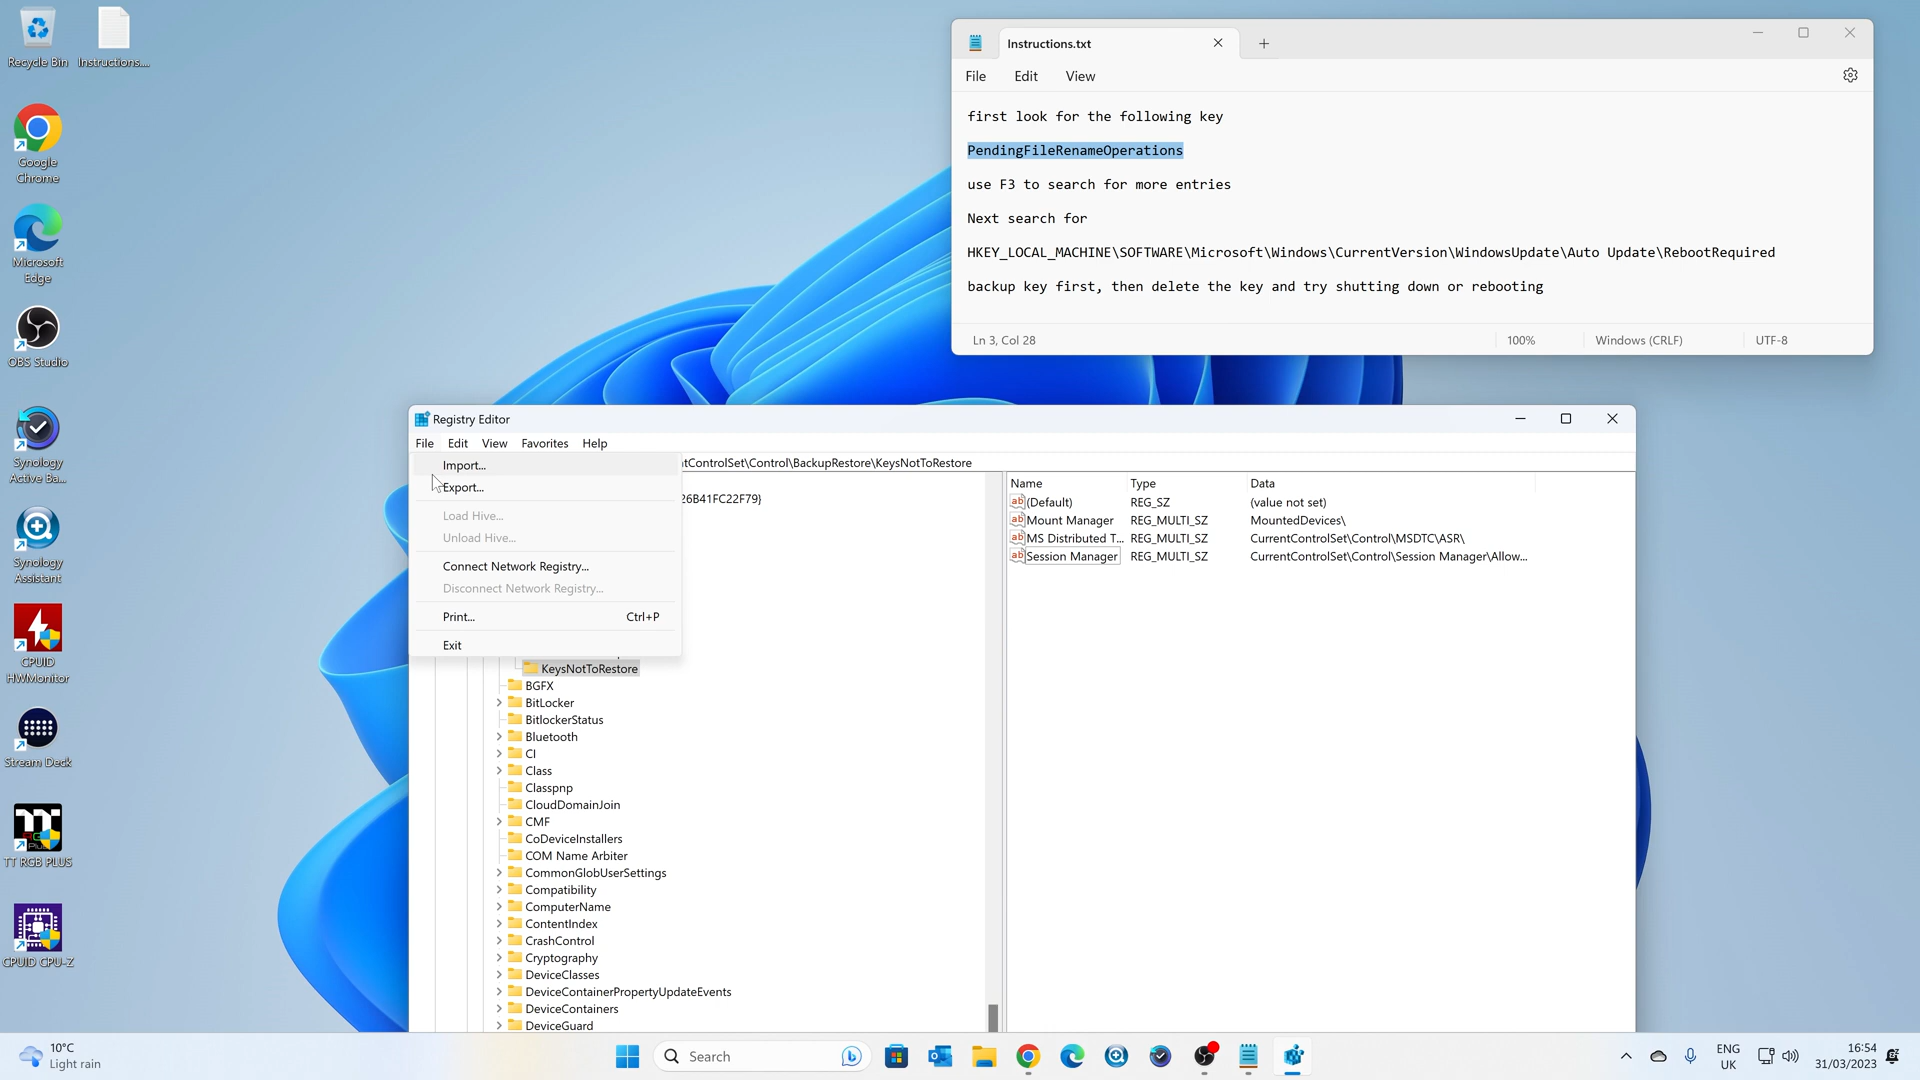 Recycle Bin
Instructions....
Google
Chrome
Microsoft
Edge
OBS Studio
Synology
Active Ba...
Synology
Assistant
CPUID
HWMonitor
Stream Deck
TT RGB PLUS
CPUID CPU-Z
Instructions.txt
File Edit View
first look for the following key
PendingFileRenameOperations
use F3 to search for more entries
Next search for
HKEY_LOCAL_MACHINE\SOFTWARE\Microsoft\Windows\CurrentVersion\WindowsUpdate\Auto Update\RebootRequired
backup key first, then delete the key and try shutting down or rebooting
Ln 3, Col 28 100% Windows (CRLF) UTF-8
Registry Editor
File Edit View Favorites Help
tControlSet\Control\BackupRestore\KeysNotToRestore
Import...
Export...
Load Hive...
Unload Hive...
Connect Network Registry...
Disconnect Network Registry...
Print... Ctrl+P
Exit
26B41FC22F79}
KeysNotToRestore
BGFX
BitLocker
BitlockerStatus
Bluetooth
CI
Class
Classpnp
CloudDomainJoin
CMF
CoDeviceInstallers
COM Name Arbiter
CommonGlobUserSettings
Compatibility
ComputerName
ContentIndex
CrashControl
Cryptography
DeviceClasses
DeviceContainerPropertyUpdateEvents
DeviceContainers
DeviceGuard
Name Type Data
(Default) REG_SZ (value not set)
Mount Manager REG_MULTI_SZ MountedDevices\
MS Distributed T... REG_MULTI_SZ CurrentControlSet\Control\MSDTC\ASR\
Session Manager REG_MULTI_SZ CurrentControlSet\Control\Session Manager\Allow...
10°C
Light rain
Search
ENG
UK
16:54
31/03/2023